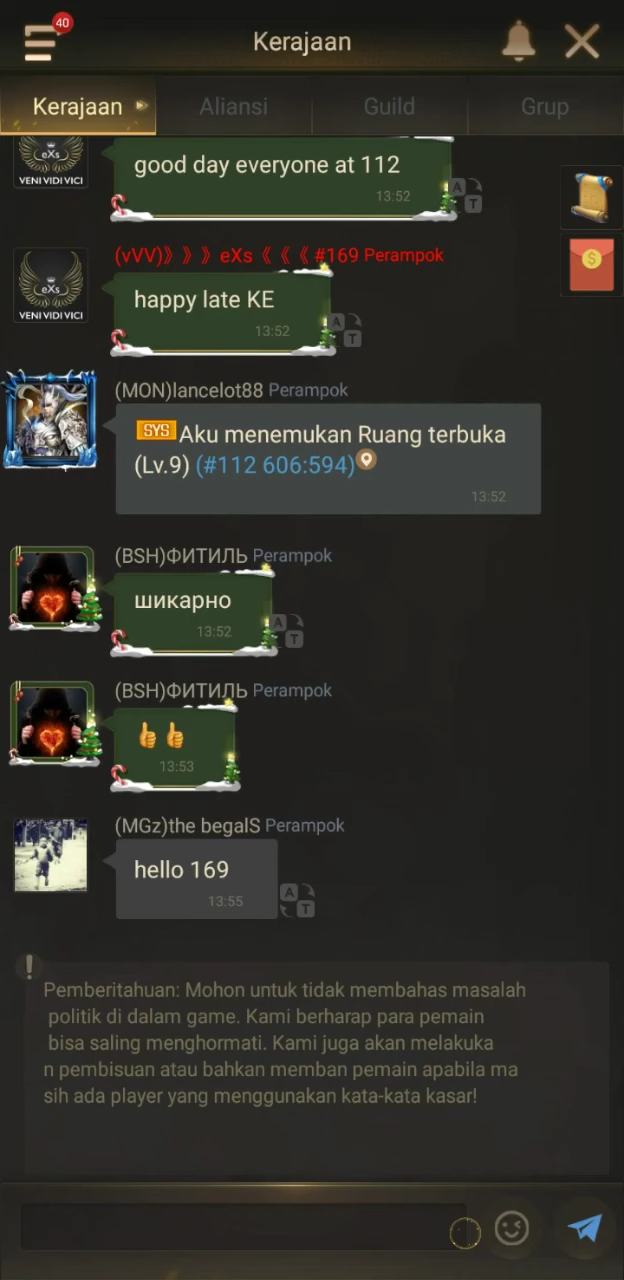 40
Kerajaan
Kerajaan
Aliansi
Guild
Grup
eXs
VENI VIDI VICI
good day everyone at 112
13:52
A
T
(vVV)》》》eXs《《《#169 Perampok
eXs
VENI VIDI VICI
happy late KE
13:52
A
T
(MON)lancelot88 Perampok
SYS Aku menemukan Ruang terbuka
(Lv.9) (#112 606:594)
13:52
(BSH)ФИТИЛЬ Perampok
шикарно
13:52
A
T
(BSH)ФИТИЛЬ Perampok
👍👍
13:53
(MGz)the begalS Perampok
hello 169
13:55
A
T
Pemberitahuan: Mohon untuk tidak membahas masalah
politik di dalam game. Kami berharap para pemain
bisa saling menghormati. Kami juga akan melakuka
n pembisuan atau bahkan memban pemain apabila ma
sih ada player yang menggunakan kata-kata kasar!